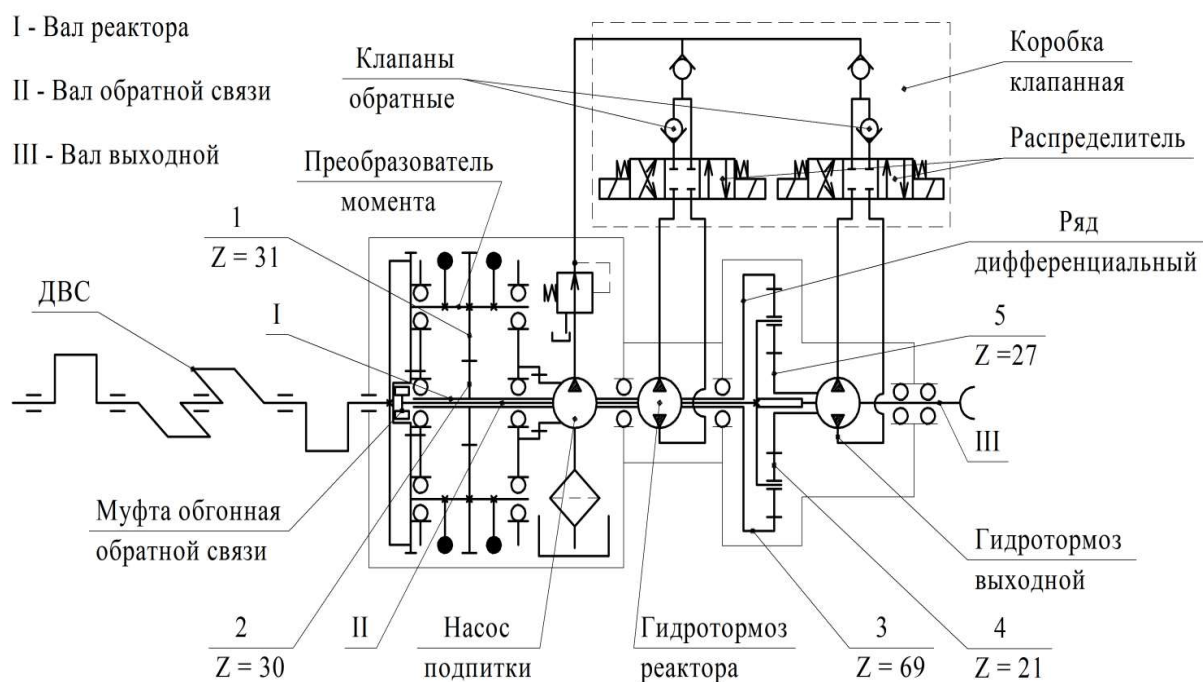 I - Вал реактора
II - Вал обратной связи
III - Вал выходной
Клапаны
обратные
Коробка
клапанная
Распределитель
Преобразователь
момента
1
Z = 31
ДВС
I
Ряд
дифференциальный
5
Z =27
III
Муфта обгонная
обратной связи
2
Z = 30
II
Насос
подпитки
Гидротормоз
реактора
3
Z = 69
4
Z = 21
Гидротормоз
выходной